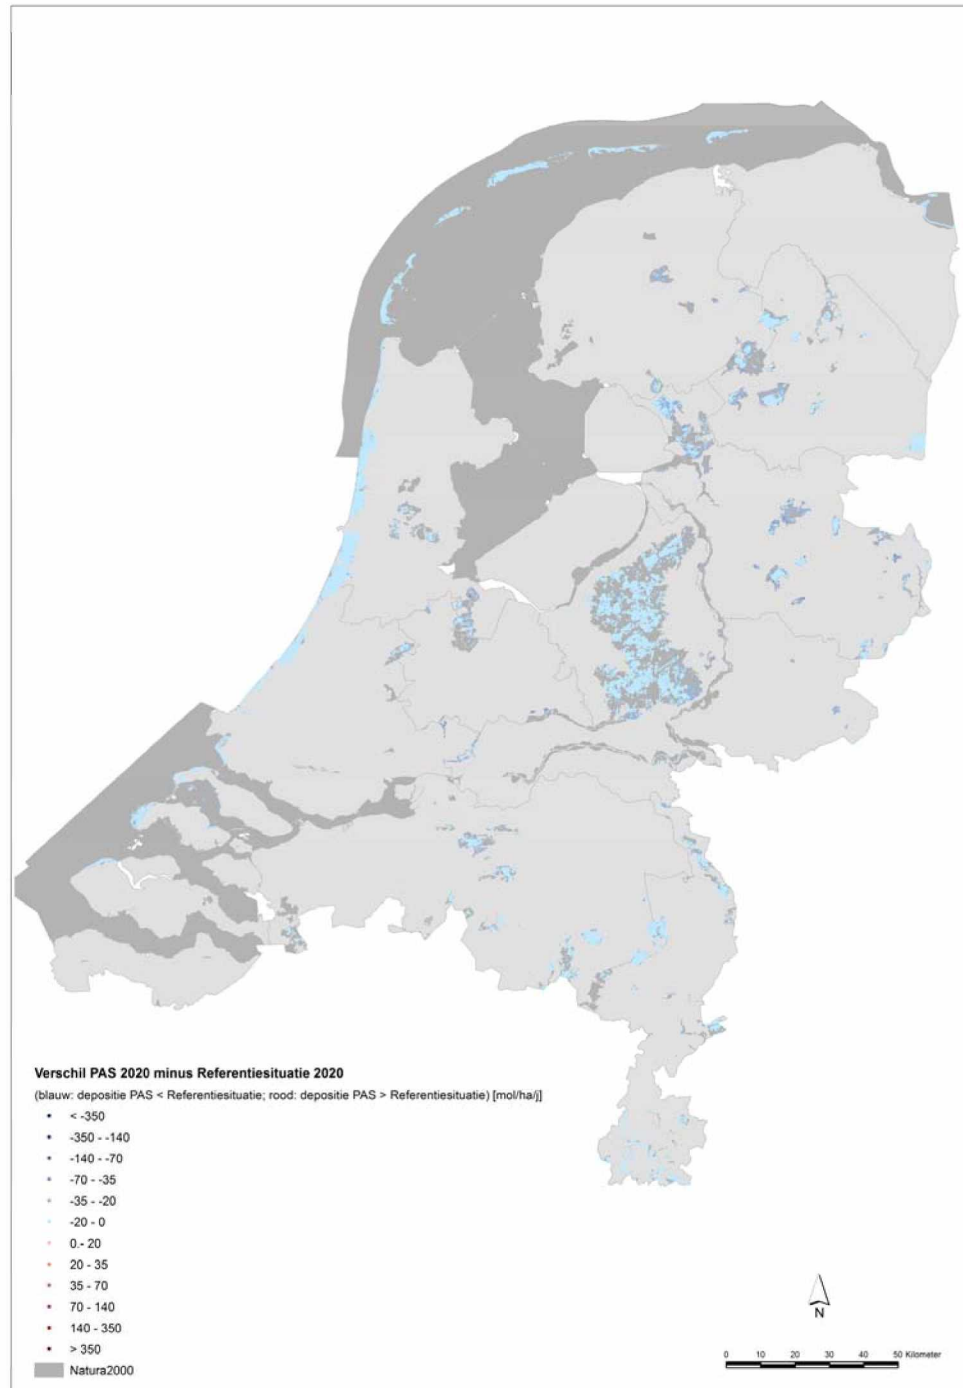 Verschil PAS 2020 minus Referentiesituatie 2020
(blauw: depositie PAS < Referentiesituatie; rood: depositie PAS > Referentiesituatie) [mol/ha/j]
< -350
-350 - -140
-140 - -70
-70 - -35
-35 - -20
-20 - 0
0.- 20
20 - 35
35 - 70
70 - 140
140 - 350
> 350
Natura2000
N
0 10 20 30 40 50 Kilometer